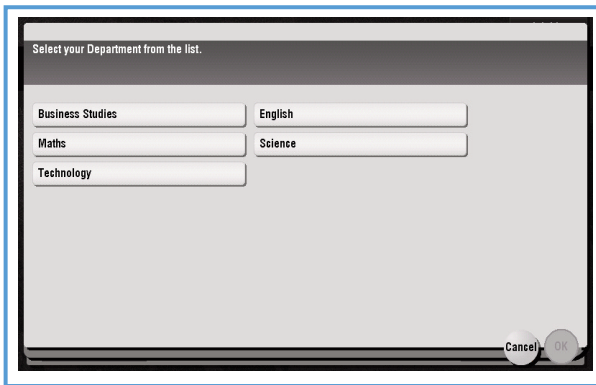 Select your Department from the list.
Business Studies
English
Maths
Science
Technology
Cancel
OK